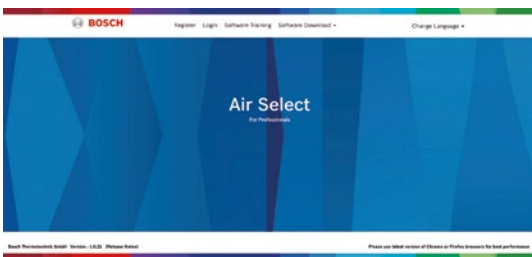 BOSCH
Register Login Software Training Software Download Change Language
Air Select
For Professionals
Bosch Thermotechnik GmbH Version : 1.0.21 (Release Notes) Please use latest version of Chrome or Firefox browsers for best performance